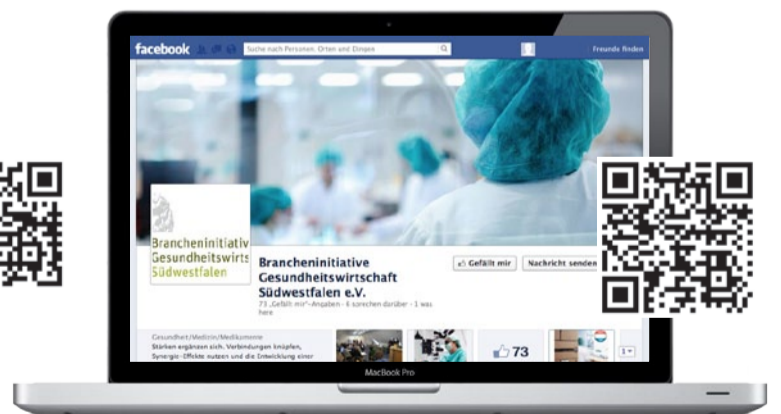 facebook
Suche nach Personen, Orten und Dingen
Freunde finden
Brancheninitiativ
Gesundheitswirts
Südwestfalen
Brancheninitiative
Gesundheitswirtschaft
Südwestfalen e.V.
Gefällt mir
Nachricht senden
73 „Gefällt mir“-Angaben · 6 sprechen darüber · 1 was
here
Gesundheit/Medizin/Medikamente
Stärken ergänzen sich. Verbindungen knüpfen,
Synergie-Effekte nutzen und die Entwicklung einer
73
1
MacBook Pro